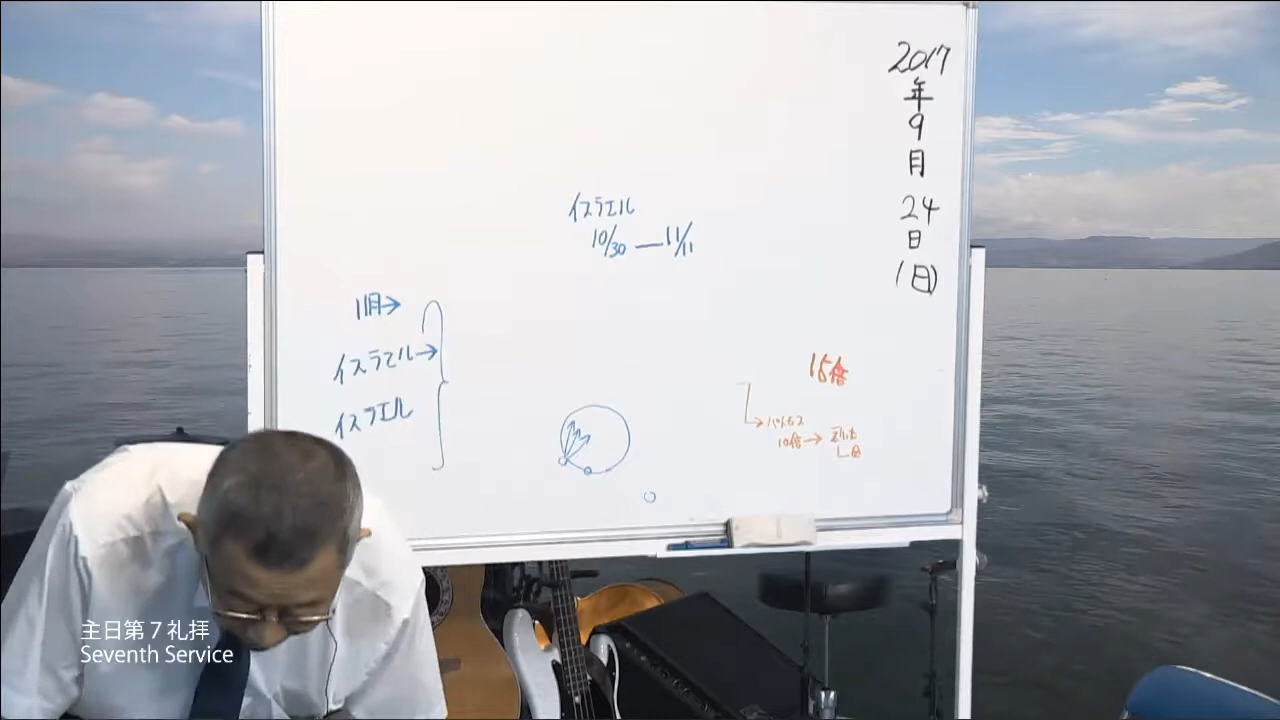 2017
年
9
月
24
日
(日)
イスラエル
10/30 — 11/11
11月→
イスラエル→
イスラエル
15倍
10倍→
主日第７礼拝
Seventh Service